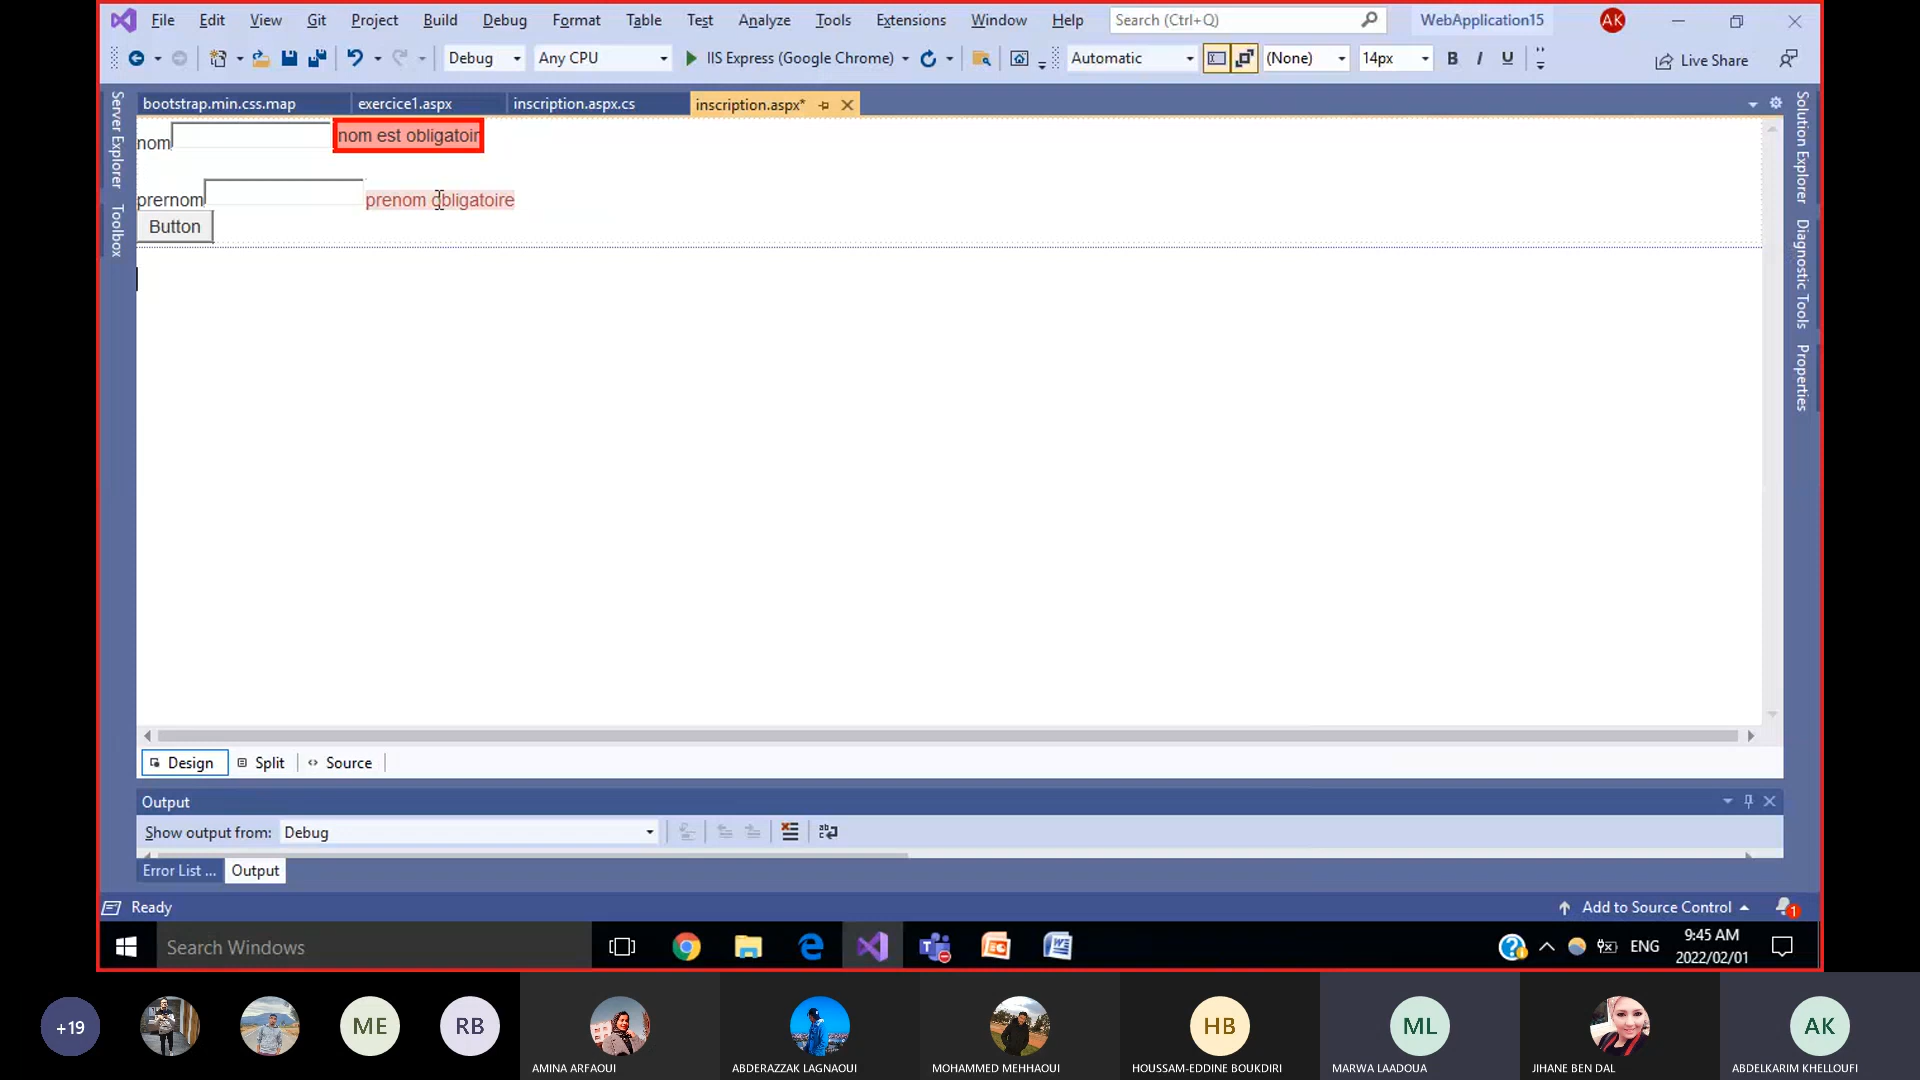 File Edit View Git Project Build Debug Format Table Test Analyze Tools Extensions Window Help Search (Ctrl+Q) WebApplication15 AK
Debug Any CPU IIS Express (Google Chrome) Automatic (None) 14px B I U Live Share
bootstrap.min.css.map exercice1.aspx inscription.aspx.cs inscription.aspx*
Server Explorer
Toolbox
Solution Explorer
Diagnostic Tools
Properties
nom nom est obligatoir
prernom prenom obligatoire
Button
Design Split Source
Output
Show output from: Debug
Error List ... Output
Ready Add to Source Control 1
Search Windows ENG 9:45 AM
2022/02/01
+19 ME RB HB ML AK
AMINA ARFAOUI ABDERAZZAK LAGNAOUI MOHAMMED MEHHAOUI HOUSSAM-EDDINE BOUKDIRI MARWA LAADOUA JIHANE BEN DAL ABDELKARIM KHELLOUFI